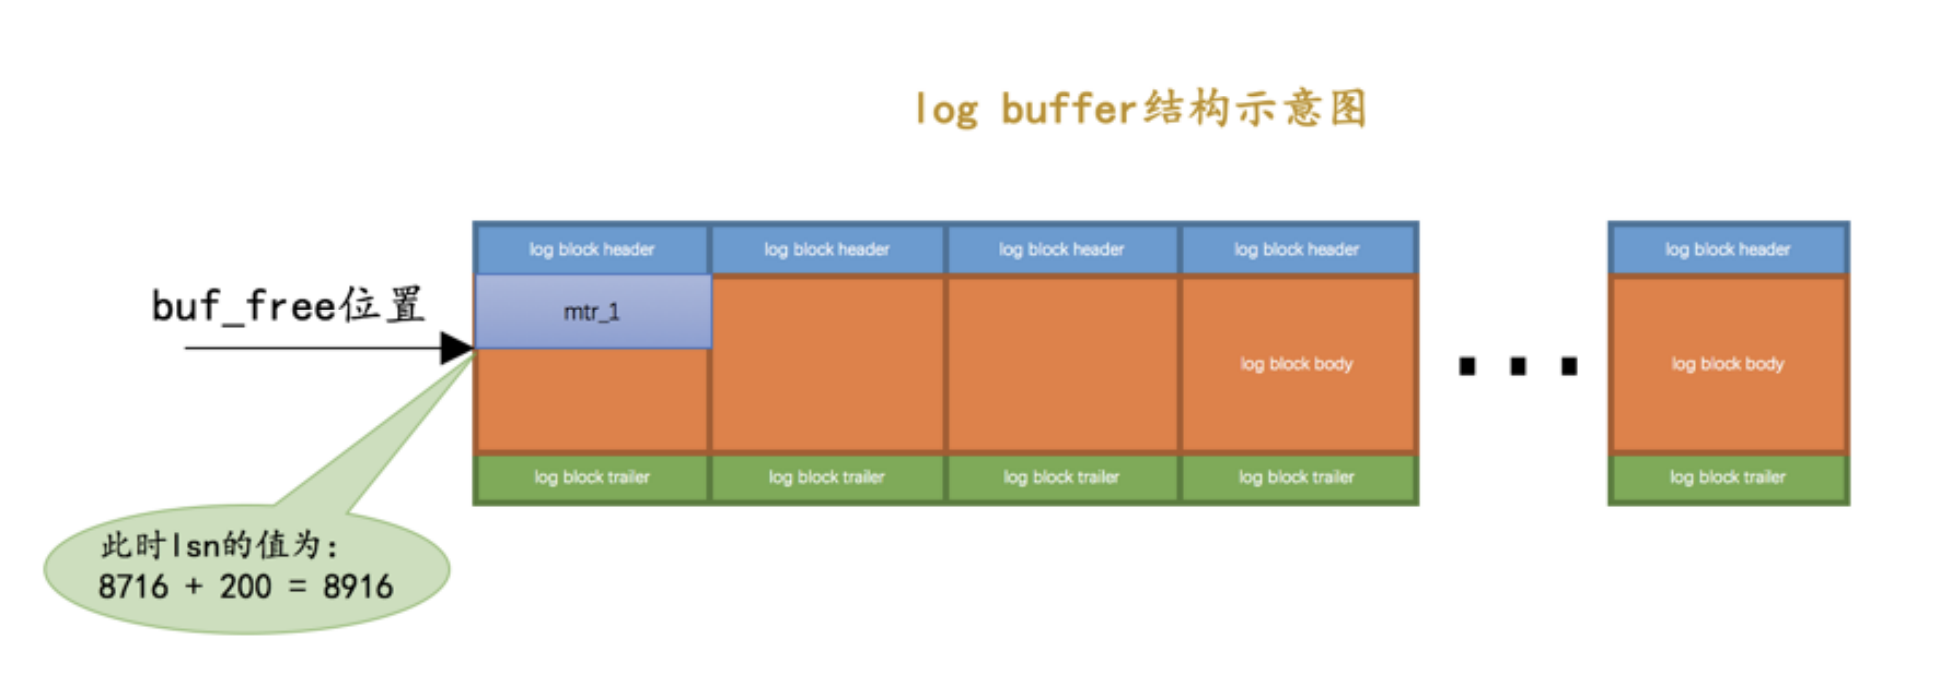 log buffer结构示意图
log block header
log block header
log block header
log block header
log block header
buf_free位置
mtr_1
log block body
log block body
log block trailer
log block trailer
log block trailer
log block trailer
log block trailer
此时lsn的值为:
8716 + 200 = 8916